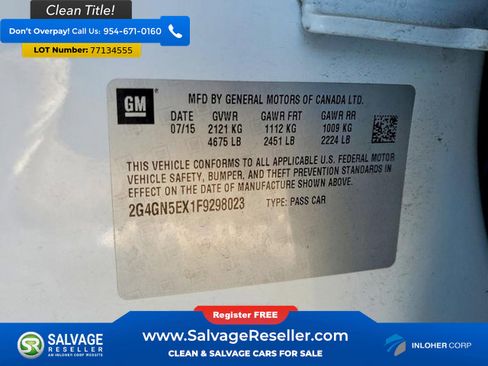 Clean Title!
Don't Overpay! Call Us: 954-671-0160
LOT Number: 77134555
GM
MFD BY GENERAL MOTORS OF CANADA LTD.
DATE GVWR GAWR FRT GAWR RR
07/15 2121 KG 1112 KG 1009 KG
4675 LB 2451 LB 2224 LB
THIS VEHICLE CONFORMS TO ALL APPLICABLE U.S. FEDERAL MOTOR
VEHICLE SAFETY, BUMPER, AND THEFT PREVENTION STANDARDS IN
EFFECT ON THE DATE OF MANUFACTURE SHOWN ABOVE.
2G4GN5EX1F9298023 TYPE: PASS CAR
Register FREE!
SALVAGE
RESELLER
AN INLOHER CORP WEBSITE
www.SalvageReseller.com
CLEAN & SALVAGE CARS FOR SALE
INLOHER CORP